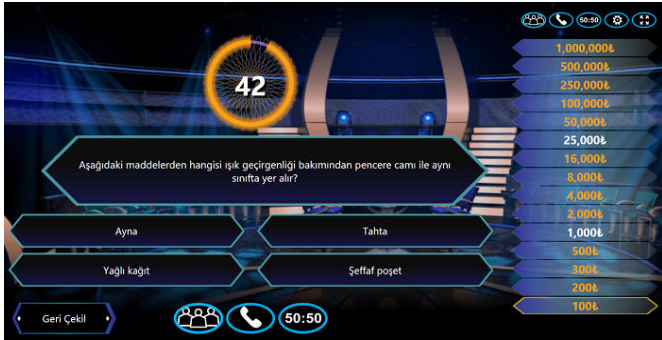 50:50
42
1,000,000₺
500,000₺
250,000₺
100,000₺
50,000₺
25,000₺
16,000₺
8,000₺
4,000₺
2,000₺
1,000₺
500₺
300₺
200₺
100₺
Aşağıdaki maddelerden hangisi ışık geçirgenliği bakımından pencere camı ile aynı
sınıfta yer alır?
Ayna
Tahta
Yağlı kağıt
Şeffaf poşet
Geri Çekil
50:50